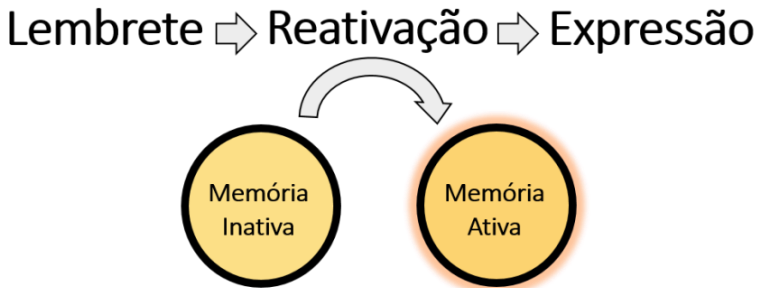 Lembrete Reativação Expressão
Memória
Inativa
Memória
Ativa